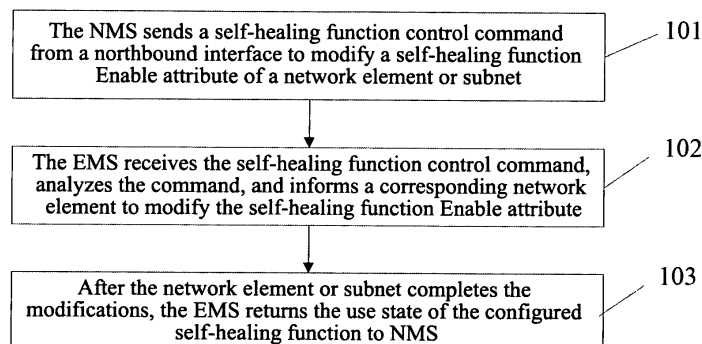 The NMS sends a self-healing function control command
from a northbound interface to modify a self-healing function
Enable attribute of a network element or subnet
101
The EMS receives the self-healing function control command,
analyzes the command, and informs a corresponding network
element to modify the self-healing function Enable attribute
102
After the network element or subnet completes the
modifications, the EMS returns the use state of the configured
self-healing function to NMS
103